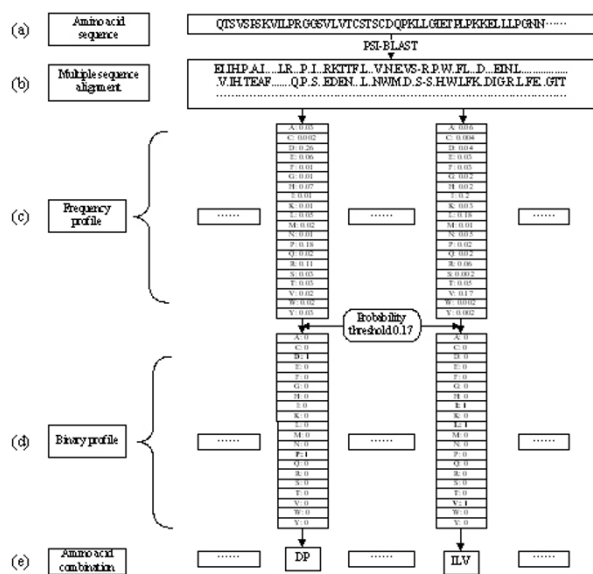 (a)
Amino acid
sequence
PSI-BLAST
(b)
Multiple sequence
alignment
(c)
Frequency
profile
A: 0.03
C: 0.002
D: 0.26
E: 0.06
F: 0.01
G: 0.01
H: 0.07
I: 0.01
K: 0.01
L: 0.05
M: 0.02
N: 0.01
P: 0.18
Q: 0.02
R: 0.11
S: 0.03
T: 0.03
V: 0.02
W: 0.02
Y: 0.03
......
......
......
A: 0.06
C: 0.004
D: 0.04
E: 0.03
F: 0.03
G: 0.02
H: 0.02
I: 0.2
K: 0.03
L: 0.18
M: 0.01
N: 0.03
P: 0.02
Q: 0.02
R: 0.06
S: 0.002
T: 0.03
V: 0.17
W: 0.002
Y: 0.002
Probability
threshold 0.17
(d)
Binary profile
A: 0
C: 0
D: 1
E: 0
F: 0
G: 0
H: 0
I: 0
K: 0
L: 0
M: 0
N: 0
P: 1
Q: 0
R: 0
S: 0
T: 0
V: 0
W: 0
Y: 0
......
......
......
A: 0
C: 0
D: 0
E: 0
F: 0
G: 0
H: 0
I: 1
K: 0
L: 1
M: 0
N: 0
P: 0
Q: 0
R: 0
S: 0
T: 0
V: 1
W: 0
Y: 0
(e)
Amino acid
combination
......
DP
......
ILV
......